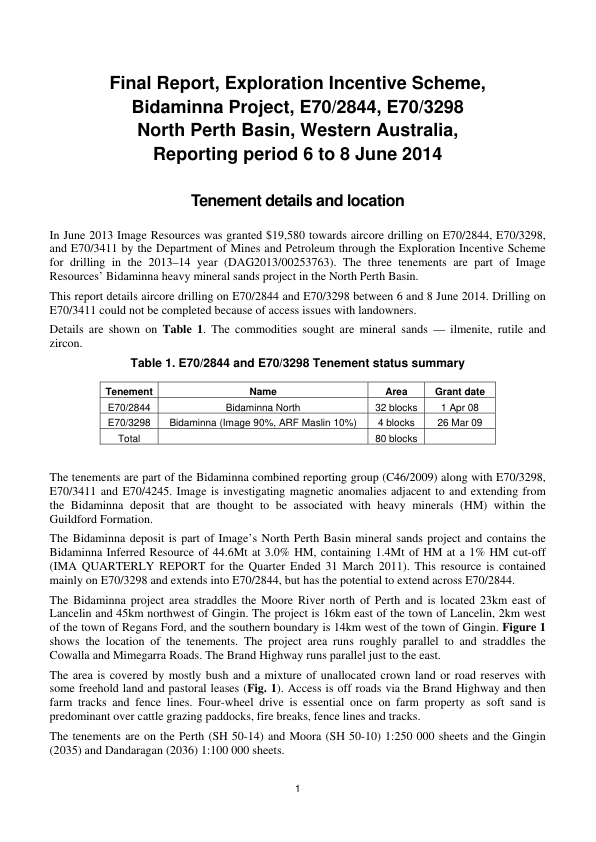 Final Report, Exploration Incentive Scheme,
Bidaminna Project, E70/2844, E70/3298
North Perth Basin, Western Australia,
Reporting period 6 to 8 June 2014
Tenement details and location
In June 2013 Image Resources was granted $19,580 towards aircore drilling on E70/2844, E70/3298,
and E70/3411 by the Department of Mines and Petroleum through the Exploration Incentive Scheme
for drilling in the 2013–14 year (DAG2013/00253763). The three tenements are part of Image
Resources' Bidaminna heavy mineral sands project in the North Perth Basin.
This report details aircore drilling on E70/2844 and E70/3298 between 6 and 8 June 2014. Drilling on
E70/3411 could not be completed because of access issues with landowners.
Details are shown on Table 1. The commodities sought are mineral sands — ilmenite, rutile and
zircon.
Table 1. E70/2844 and E70/3298 Tenement status summary
Tenement Name Area Grant date
E70/2844 Bidaminna North 32 blocks 1 Apr 08
E70/3298 Bidaminna (Image 90%, ARF Maslin 10%) 4 blocks 26 Mar 09
Total 80 blocks
The tenements are part of the Bidaminna combined reporting group (C46/2009) along with E70/3298,
E70/3411 and E70/4245. Image is investigating magnetic anomalies adjacent to and extending from
the Bidaminna deposit that are thought to be associated with heavy minerals (HM) within the
Guildford Formation.
The Bidaminna deposit is part of Image's North Perth Basin mineral sands project and contains the
Bidaminna Inferred Resource of 44.6Mt at 3.0% HM, containing 1.4Mt of HM at a 1% HM cut-off
(IMA QUARTERLY REPORT for the Quarter Ended 31 March 2011). This resource is contained
mainly on E70/3298 and extends into E70/2844, but has the potential to extend across E70/2844.
The Bidaminna project area straddles the Moore River north of Perth and is located 23km east of
Lancelin and 45km northwest of Gingin. The project is 16km east of the town of Lancelin, 2km west
of the town of Regans Ford, and the southern boundary is 14km west of the town of Gingin. Figure 1
shows the location of the tenements. The project area runs roughly parallel to and straddles the
Cowalla and Mimegarra Roads. The Brand Highway runs parallel just to the east.
The area is covered by mostly bush and a mixture of unallocated crown land or road reserves with
some freehold land and pastoral leases (Fig. 1). Access is off roads via the Brand Highway and then
farm tracks and fence lines. Four-wheel drive is essential once on farm property as soft sand is
predominant over cattle grazing paddocks, fire breaks, fence lines and tracks.
The tenements are on the Perth (SH 50-14) and Moora (SH 50-10) 1:250 000 sheets and the Gingin
(2035) and Dandaragan (2036) 1:100 000 sheets.
1